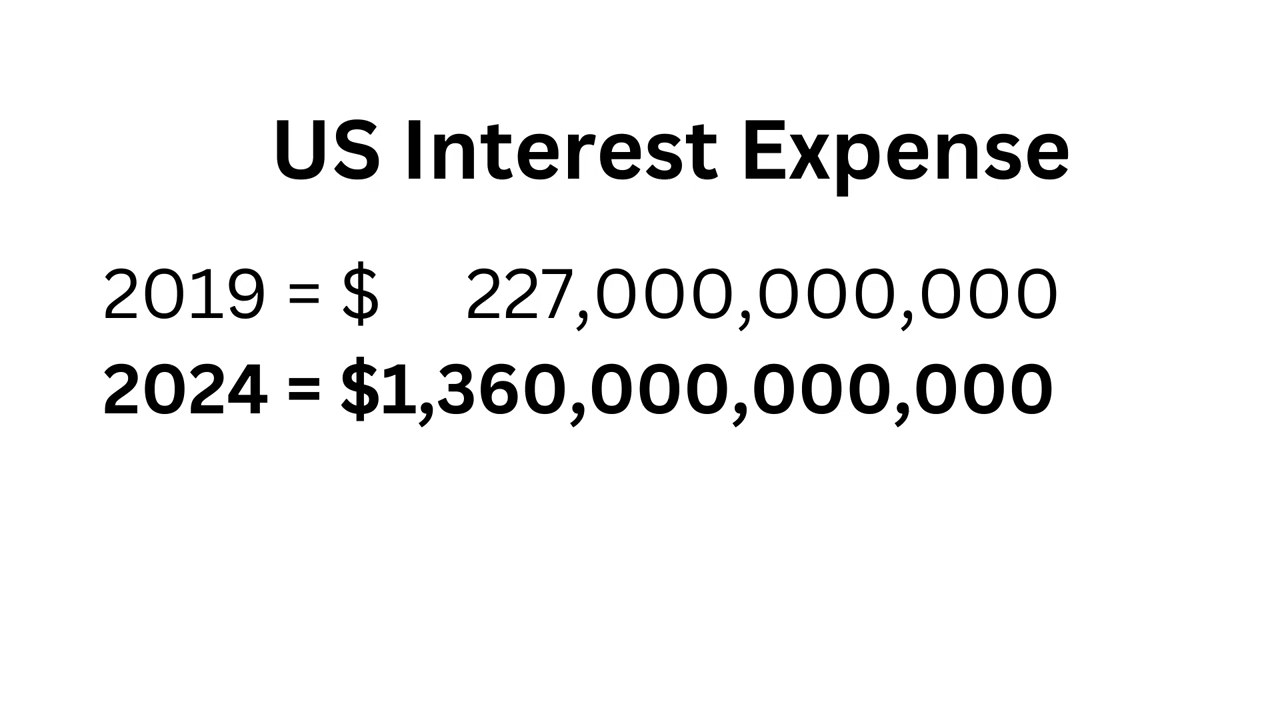 US Interest Expense
2019 = $ 227,000,000,000
2024 = $1,360,000,000,000